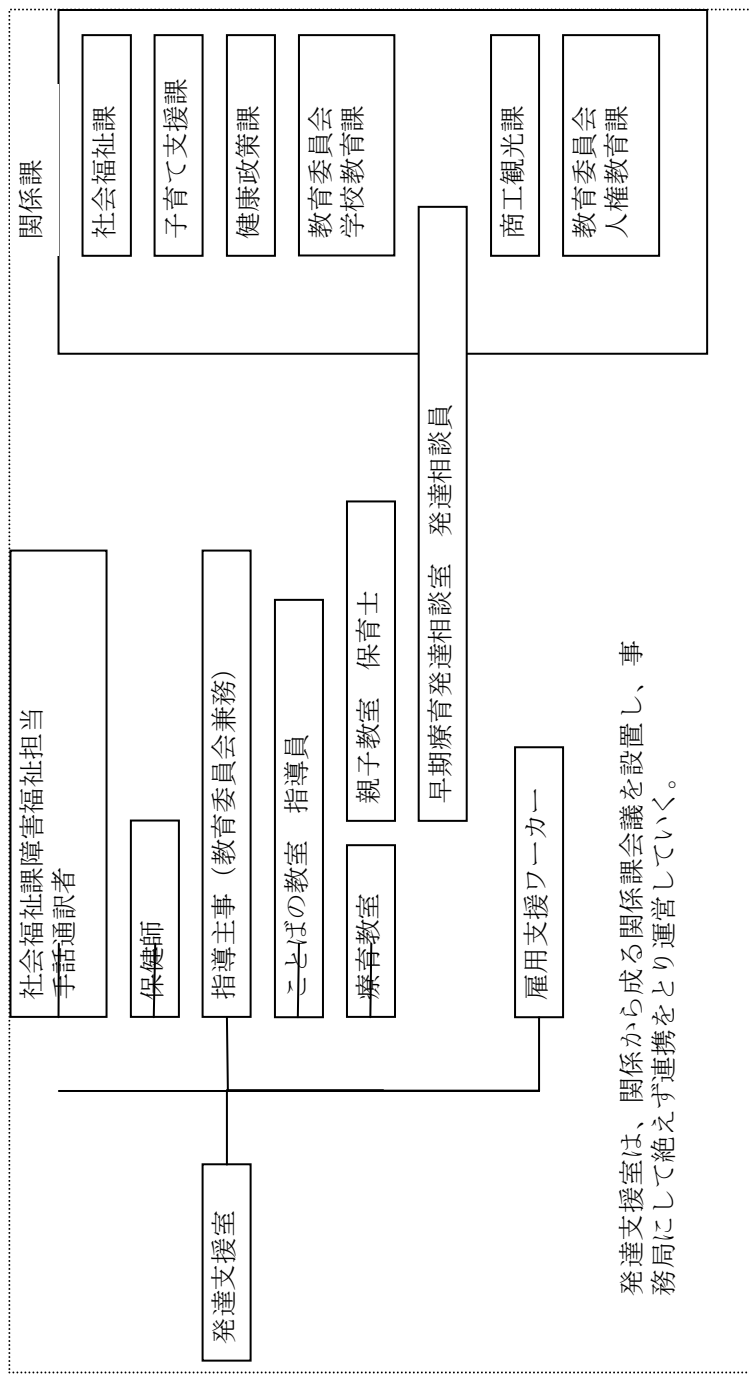 発達支援室
社会福祉課障害福祉担当
手話通訳者
保健師
指導主事（教育委員会兼務）
ことばの教室　指導員
療育教室
親子教室　保育士
早期療育発達相談室　発達相談員
雇用支援ワーカー
関係課
社会福祉課
子育て支援課
健康政策課
教育委員会
学校教育課
商工観光課
教育委員会
人権教育課
発達支援室は、関係から成る関係課会議を設置し、事
務局にして絶えず連携をとり運営していく。